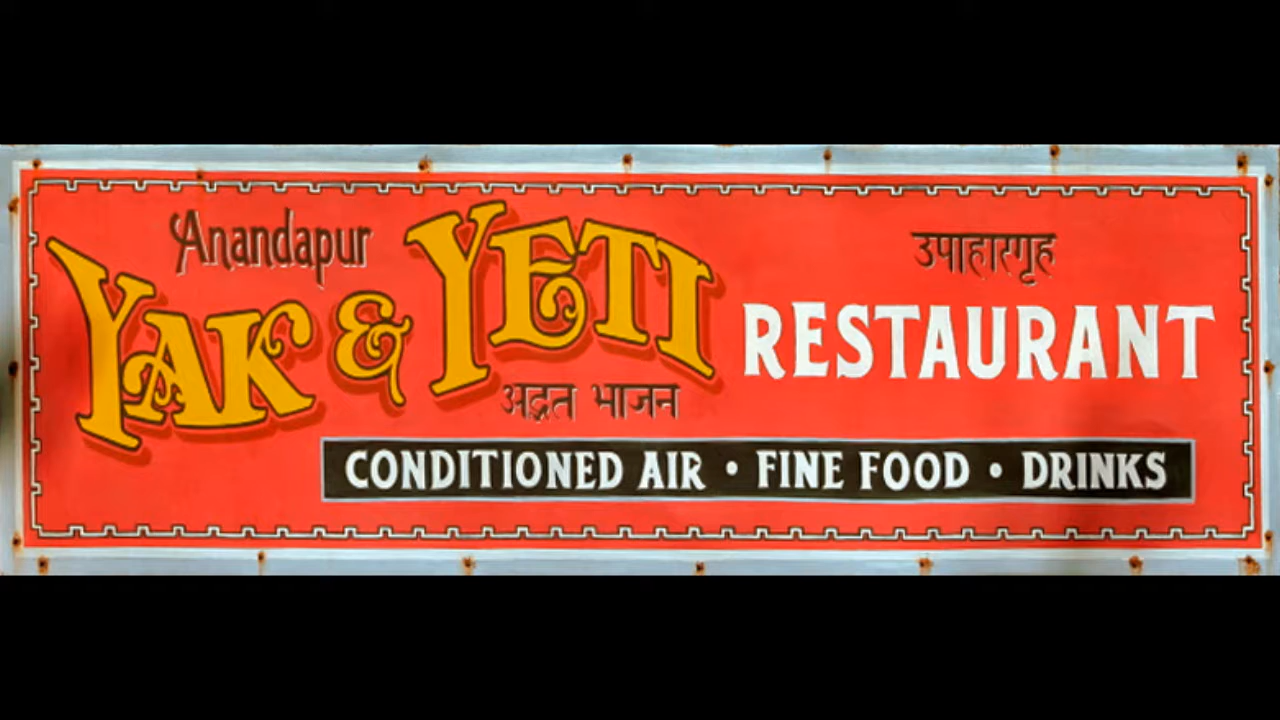 Anandapur
YAK & YETI
अद्भत भाजन
उपाहारगृह
RESTAURANT
CONDITIONED AIR • FINE FOOD • DRINKS